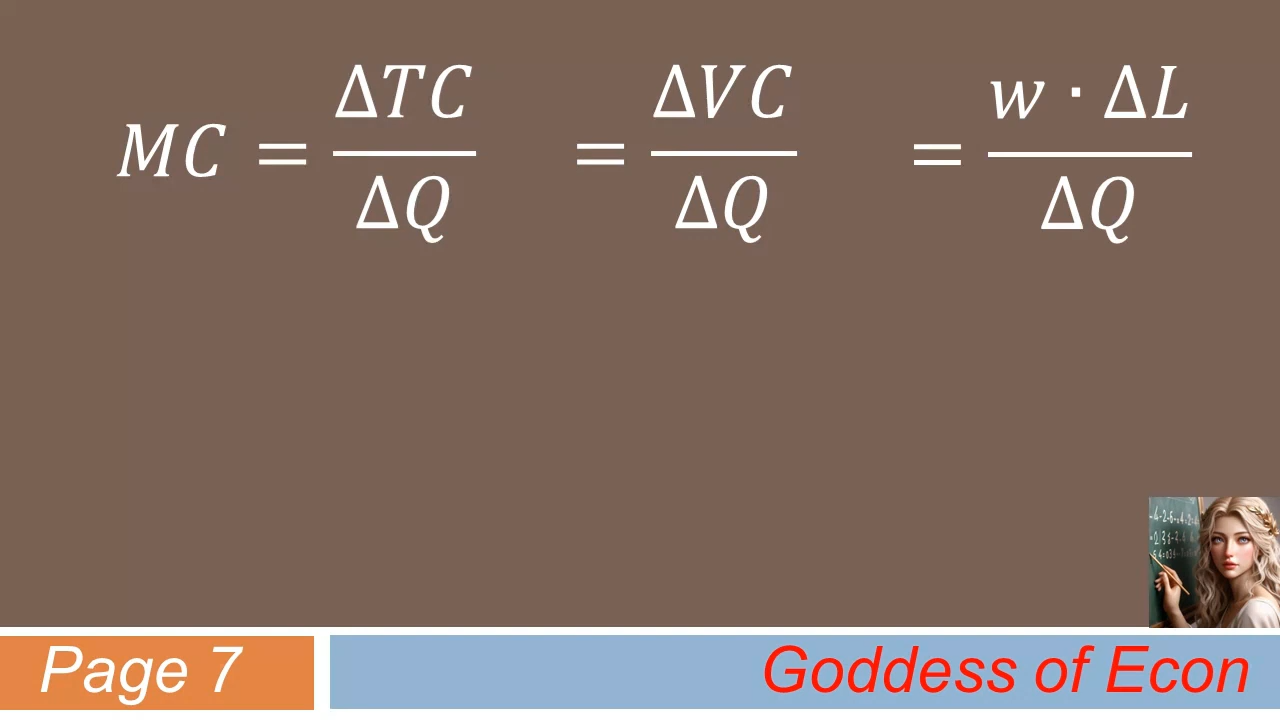 MC = ΔTC/ΔQ = ΔVC/ΔQ = w · ΔL/ΔQ
Page 7
Goddess of Econ